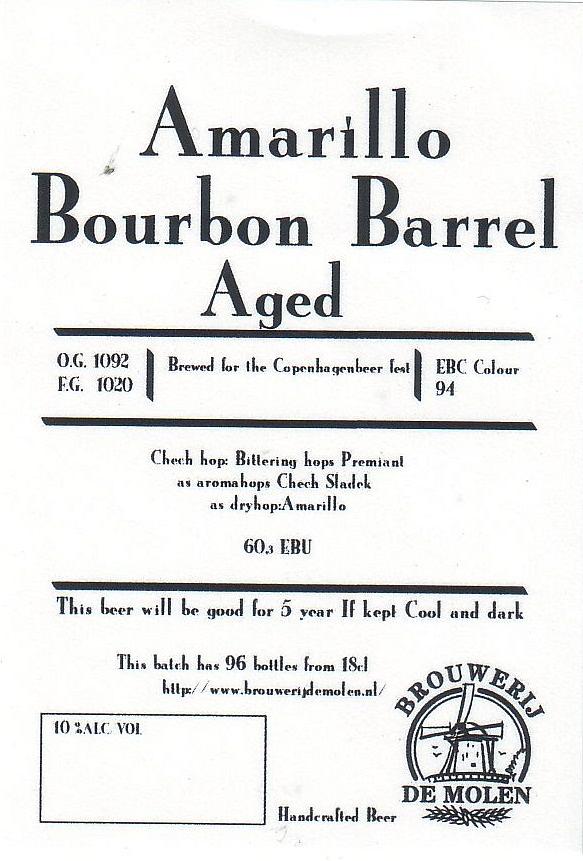 Amarillo
Bourbon Barrel
Aged
O.G. 1092
F.G. 1020
Brewed for the Copenhagenbeer fest
EBC Colour
94
Chech hop: Bittering hops Premiant
as aromahops Chech Sladek
as dryhop:Amarillo
60,3 EBU
This beer will be good for 5 year If kept Cool and dark
This batch has 96 bottles from 18cl
http://www.brouwerijdemolen.nl/
10 %ALC. VOL
Handcrafted Beer
BROUWERIJ
DE MOLEN